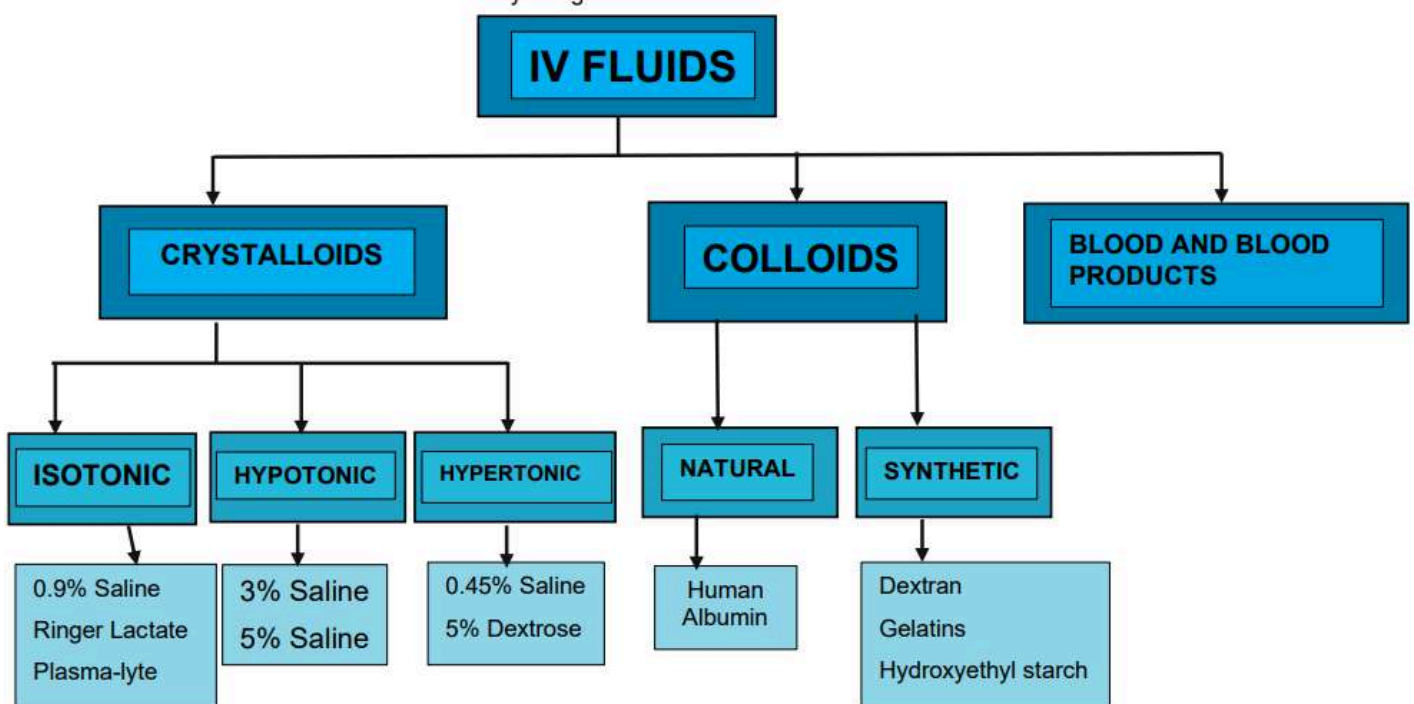 IV FLUIDS
CRYSTALLOIDS
COLLOIDS
BLOOD AND BLOOD
PRODUCTS
ISOTONIC
HYPOTONIC
HYPERTONIC
NATURAL
SYNTHETIC
0.9% Saline
Ringer Lactate
Plasma-lyte
3% Saline
5% Saline
0.45% Saline
5% Dextrose
Human
Albumin
Dextran
Gelatins
Hydroxyethyl starch